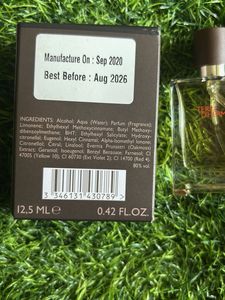 Manufacture On : Sep 2020
Best Before : Aug 2026
INGREDIENTS: Alcohol; Aqua (Water); Parfum (Fragrance);
Limonene; Ethylhexyl Methoxycinnamate; Butyl Methoxy-
dibenzoylmethane; BHT; Ethylhexyl Salicylate;
Citronellol; Hexyl Cinnamal; Alpha-Isomethyl Ionone;
Citral; Linalool; Evernia Prunastri (Oakmoss)
Extract; Geraniol; Isoeugenol; Benzyl Benzoate; Farnesol; CI
47005 (Yellow 10), CI 60730 (Ext. Violet 2), CI 14700 (Red 4).
80% vol.
3 346131 430789 >
12,5 ML ℮ 0.42 FL.OZ.
TERRE
D'HERM